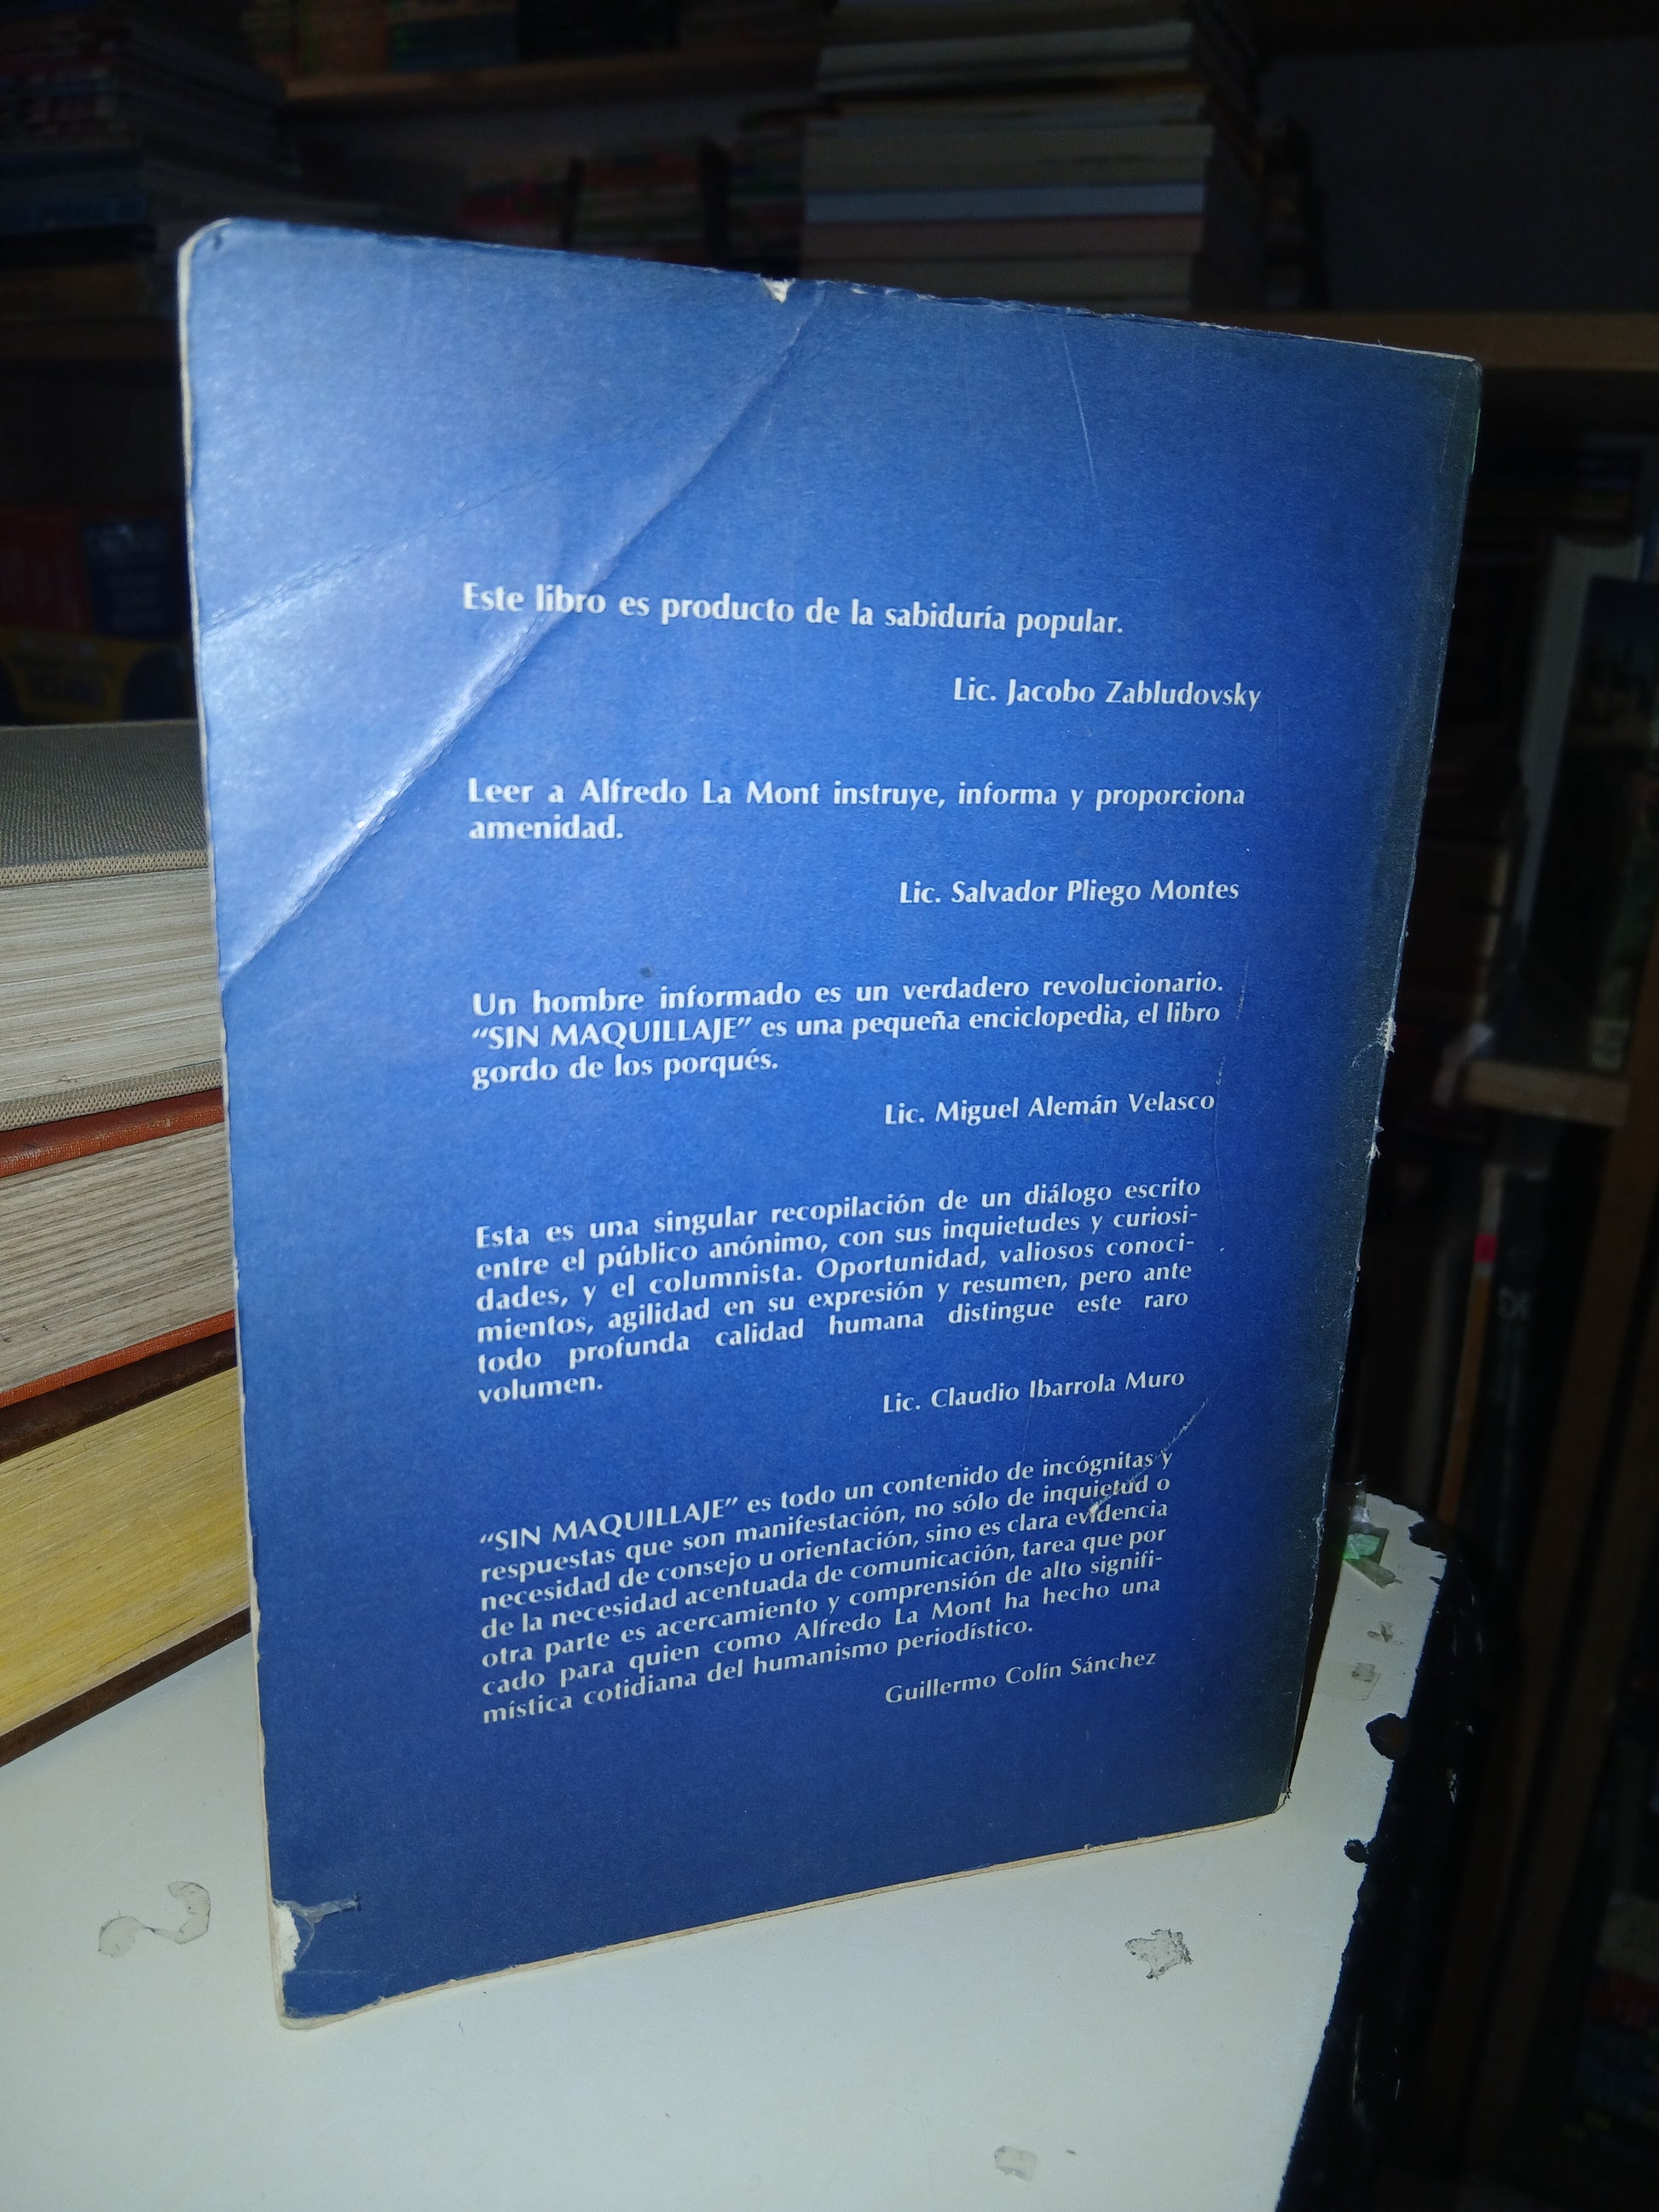 Este libro es producto de la sabiduría popular.
Lic. Jacobo Zabludovsky
Leer a Alfredo La Mont instruye, informa y proporciona
amenidad.
Lic. Salvador Pliego Montes
Un hombre informado es un verdadero revolucionario.
“SIN MAQUILLAJE” es una pequeña enciclopedia, el libro
gordo de los porqués.
Lic. Miguel Alemán Velasco
Esta es una singular recopilación de un diálogo escrito
entre el público anónimo, con sus inquietudes y curiosi-
dades, y el columnista. Oportunidad, valiosos conoci-
mientos, agilidad en su expresión y resumen, pero ante
todo profunda calidad humana distingue este raro
volumen.
Lic. Claudio Ibarrola Muro
“SIN MAQUILLAJE” es todo un contenido de incógnitas y
respuestas que son manifestación, no sólo de inquietud o
necesidad de consejo u orientación, sino es clara evidencia
de la necesidad acentuada de comunicación, tarea que por
otra parte es acercamiento y comprensión de alto signifi-
cado para quien como Alfredo La Mont ha hecho una
mística cotidiana del humanismo periodístico.
Guillermo Colín Sánchez